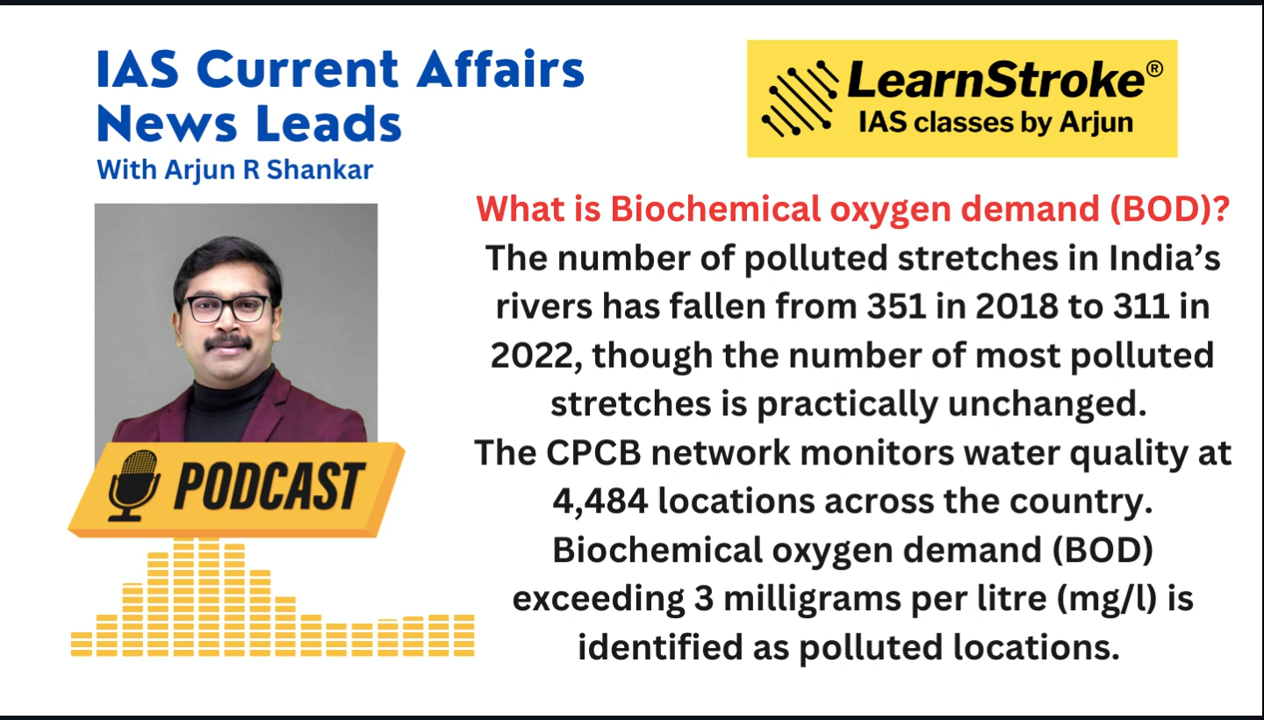 IAS Current Affairs
News Leads
With Arjun R Shankar
LearnStroke®
IAS classes by Arjun
What is Biochemical oxygen demand (BOD)?
The number of polluted stretches in India’s
rivers has fallen from 351 in 2018 to 311 in
2022, though the number of most polluted
stretches is practically unchanged.
The CPCB network monitors water quality at
4,484 locations across the country.
Biochemical oxygen demand (BOD)
exceeding 3 milligrams per litre (mg/l) is
identified as polluted locations.
PODCAST